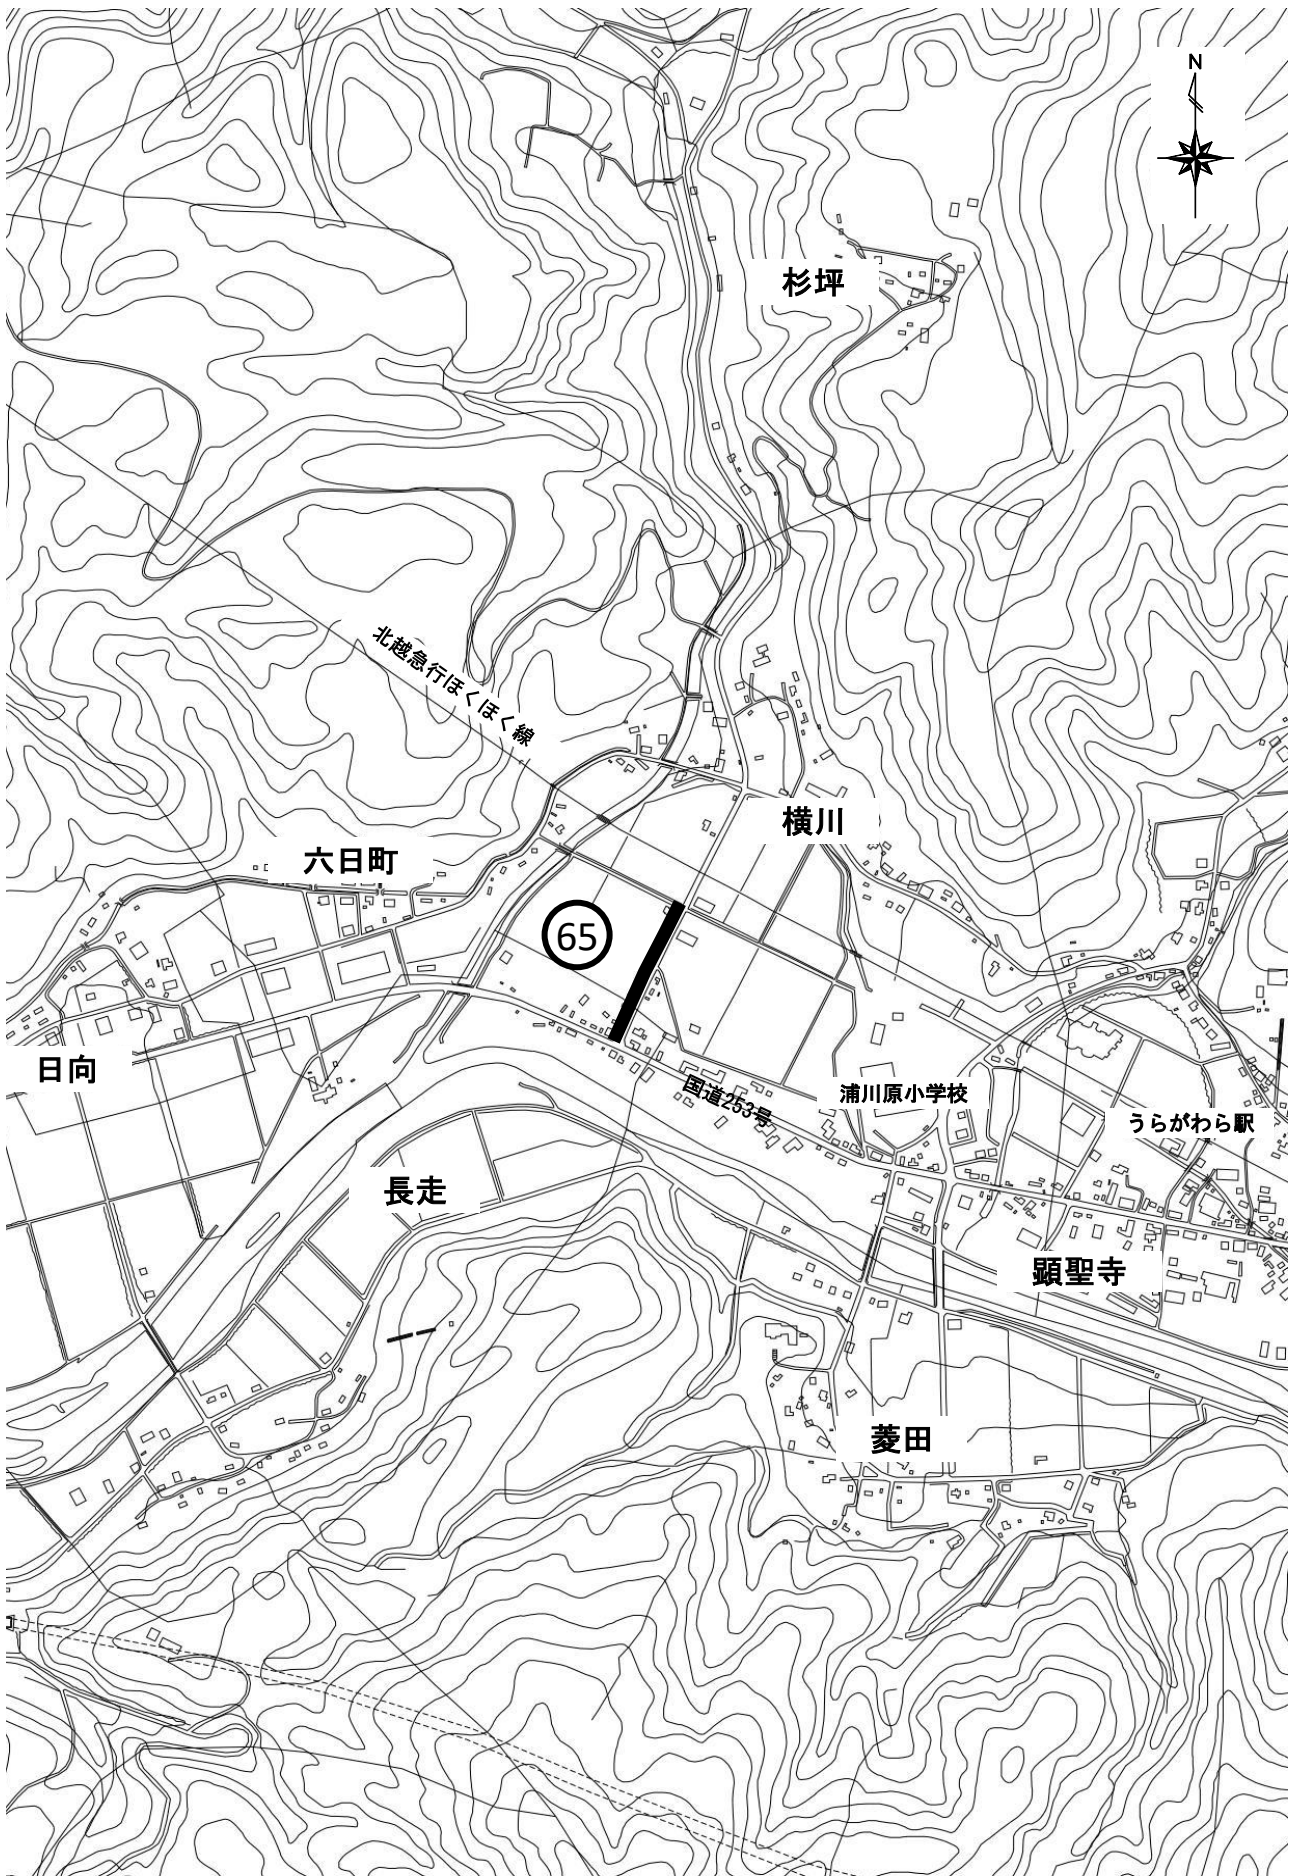 N
杉坪
北越急行ほくほく線
横川
六日町
65
日向
国道253号
浦川原小学校
うらがわら駅
長走
顕聖寺
菱田